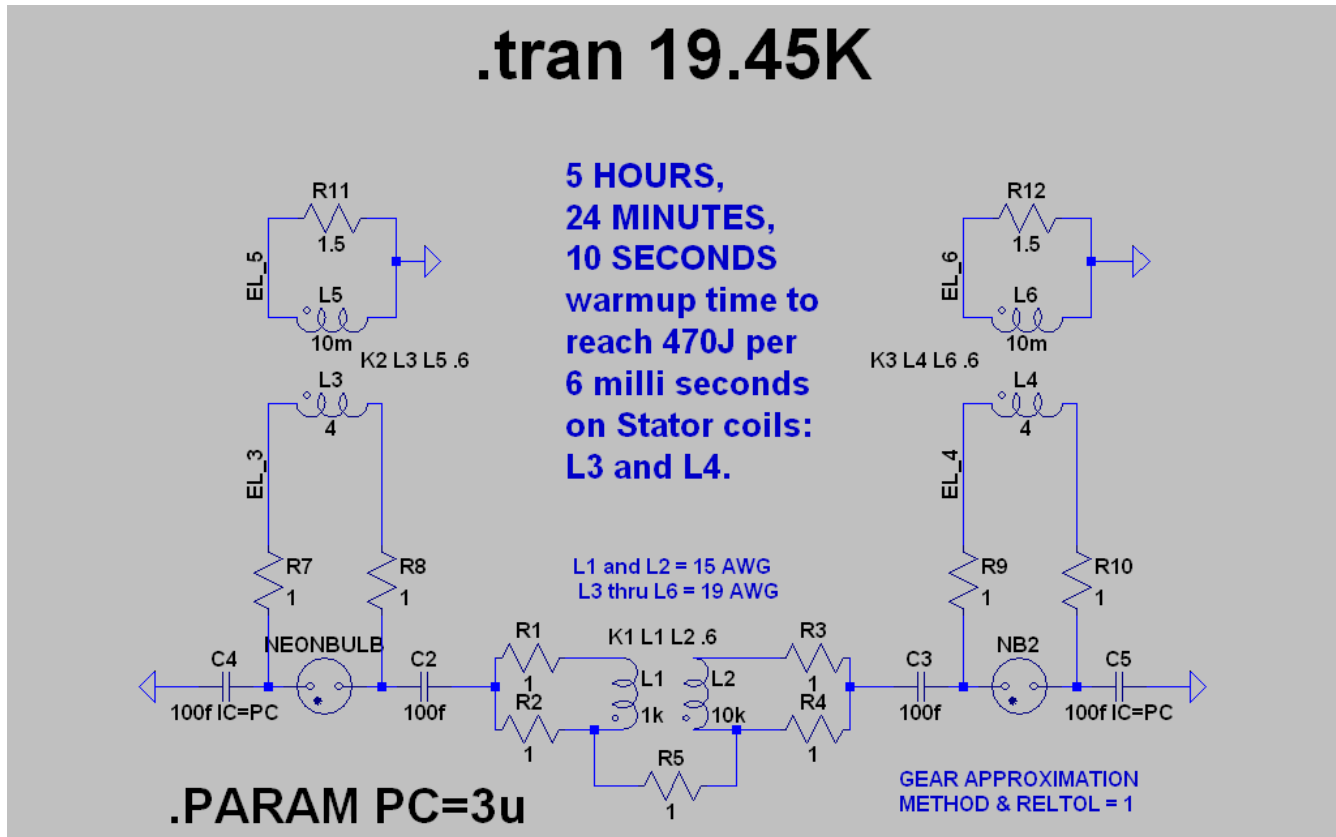 .tran 19.45K
5 HOURS,
24 MINUTES,
10 SECONDS
warmup time to
reach 470J per
6 milli seconds
on Stator coils:
L3 and L4.
R11
1.5
EL_5
L5
10m
K2 L3 L5 .6
L3
4
EL_3
R7
1
R8
1
NEONBULB
C4
100f IC=PC
C2
100f
R12
1.5
EL_6
L6
10m
K3 L4 L6 .6
L4
4
EL_4
R9
1
R10
1
NB2
C3
100f
C5
100f IC=PC
L1 and L2 = 15 AWG
L3 thru L6 = 19 AWG
K1 L1 L2 .6
R1
1
R2
1
L1
1k
L2
10k
R3
1
R4
1
R5
1
.PARAM PC=3u
GEAR APPROXIMATION
METHOD & RELTOL = 1